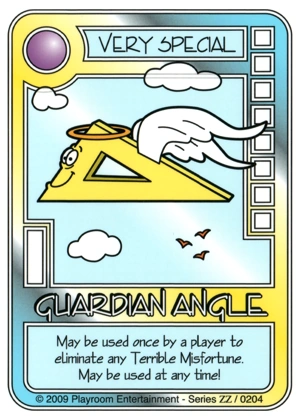 VERY SPECIAL
GUARDIAN ANGLE
May be used once by a player to
eliminate any Terrible Misfortune.
May be used at any time!
© 2009 Playroom Entertainment - Series ZZ / 0204